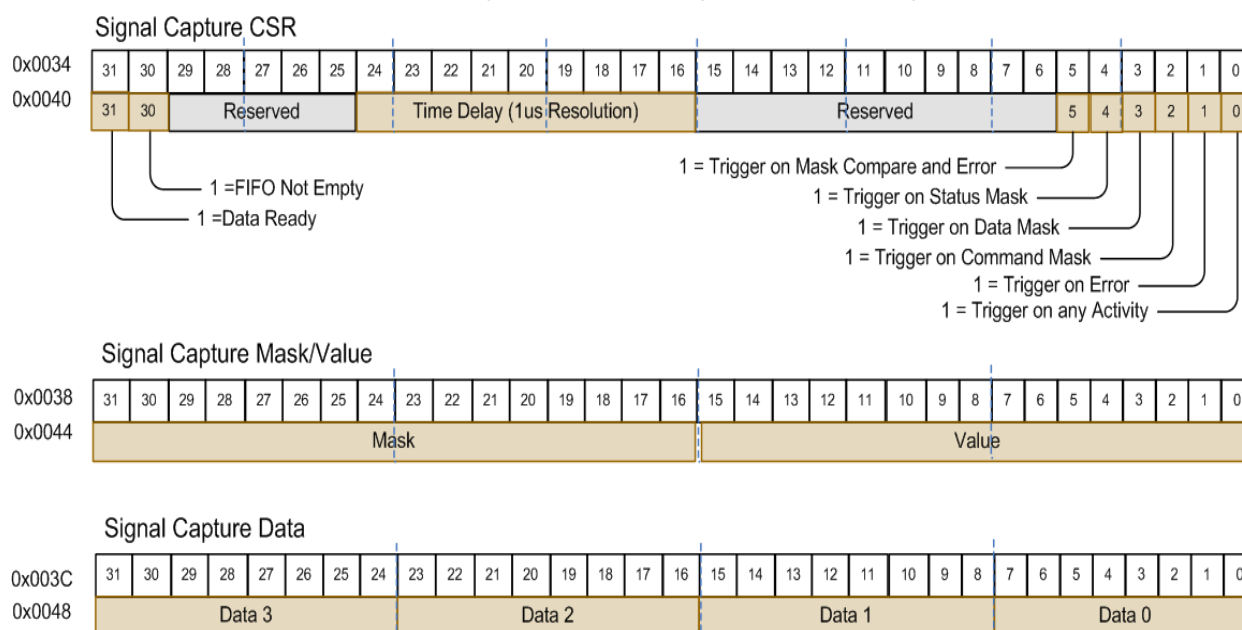 Signal Capture CSR
0x0034 31 30 29 28 27 26 25 24 23 22 21 20 19 18 17 16 15 14 13 12 11 10 9 8 7 6 5 4 3 2 1 0
0x0040 31 30 Reserved Time Delay (1us Resolution) Reserved 5 4 3 2 1 0
1 = Trigger on Mask Compare and Error
1 =FIFO Not Empty
1 = Trigger on Status Mask
1 =Data Ready
1 = Trigger on Data Mask
1 = Trigger on Command Mask
1 = Trigger on Error
1 = Trigger on any Activity
Signal Capture Mask/Value
0x0038 31 30 29 28 27 26 25 24 23 22 21 20 19 18 17 16 15 14 13 12 11 10 9 8 7 6 5 4 3 2 1 0
0x0044 Mask Value
Signal Capture Data
0x003C 31 30 29 28 27 26 25 24 23 22 21 20 19 18 17 16 15 14 13 12 11 10 9 8 7 6 5 4 3 2 1 0
0x0048 Data 3 Data 2 Data 1 Data 0